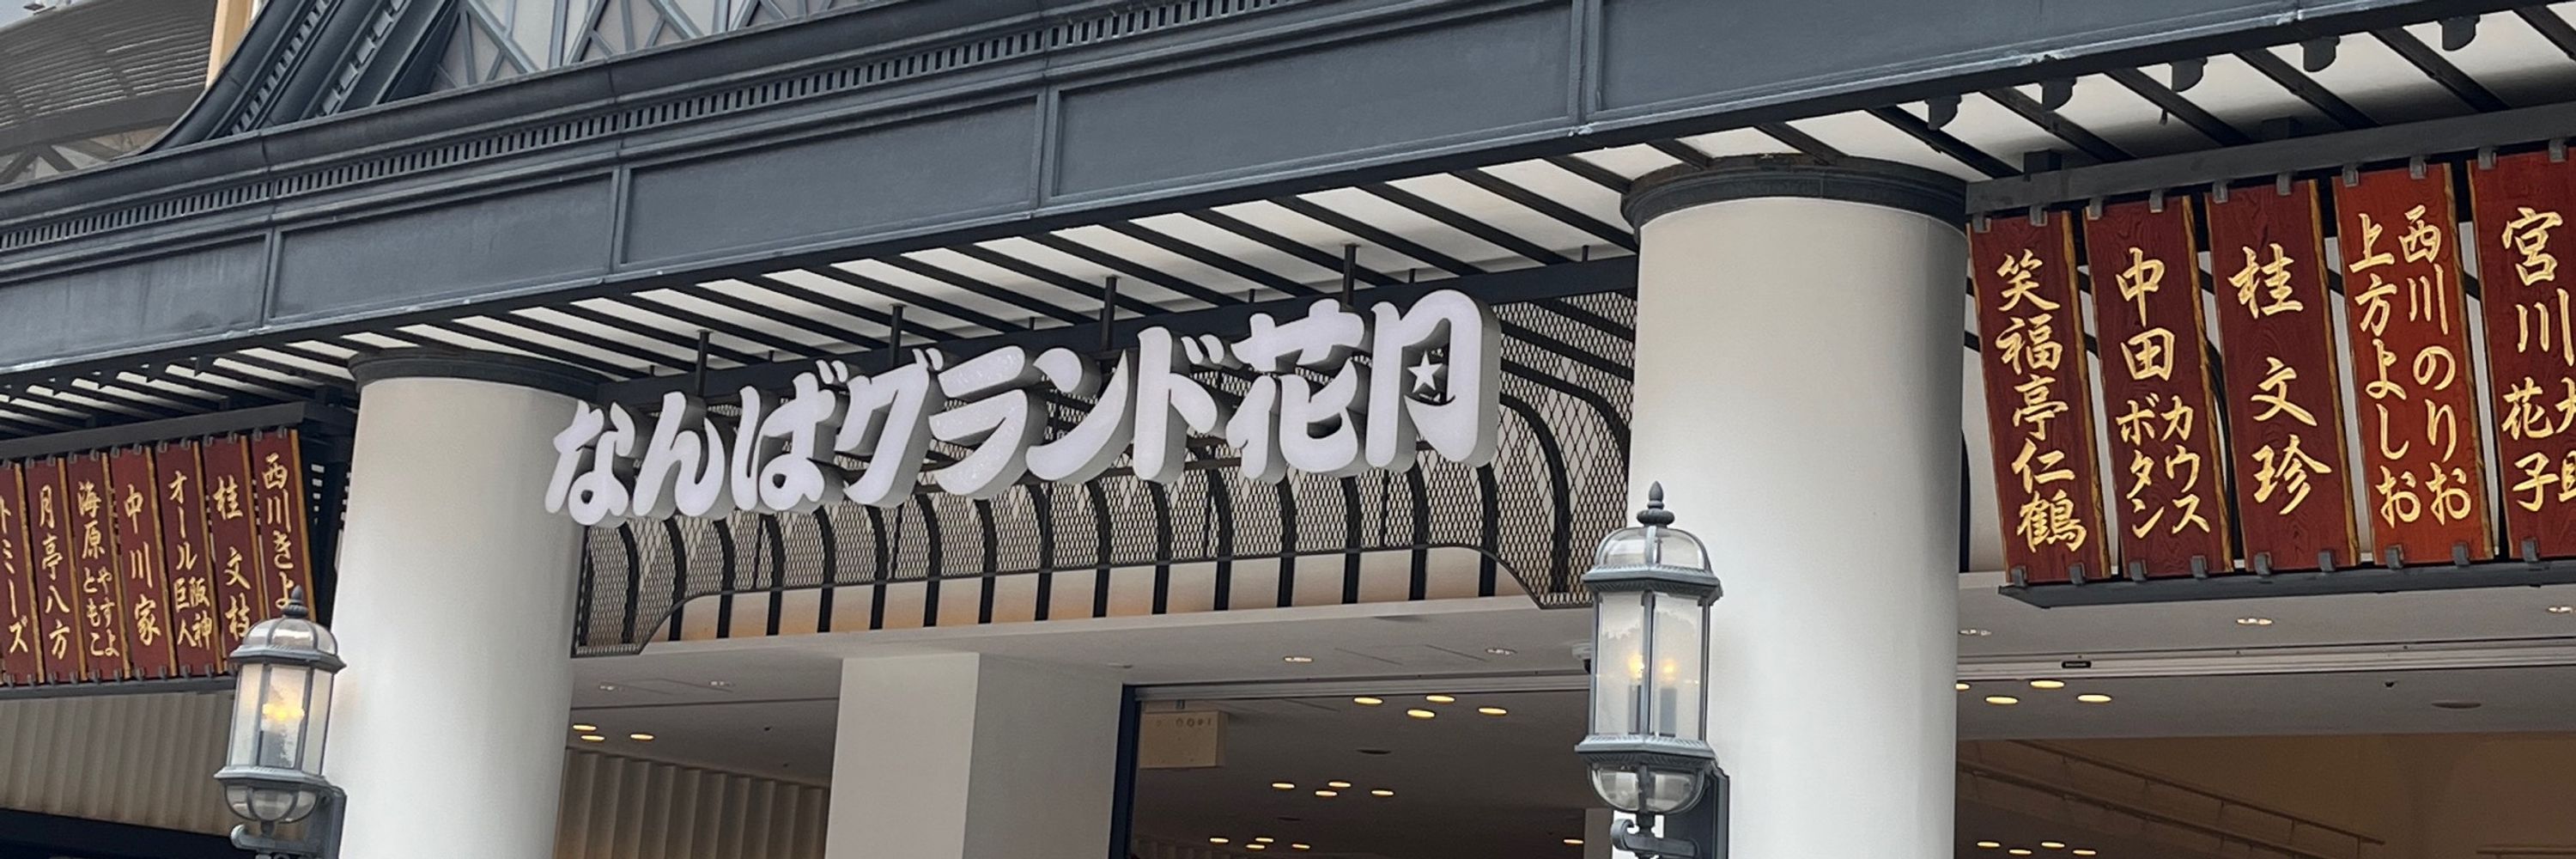 なんばグランド花月
トミーズ
月亭八方
海原やすよ
ともこ
中川家
オール阪神
巨人
桂 文枝
西川きよし
笑福亭仁鶴
中田カウス
ボタン
桂 文珍
西川のりお
上方よしお
宮川大助
花子